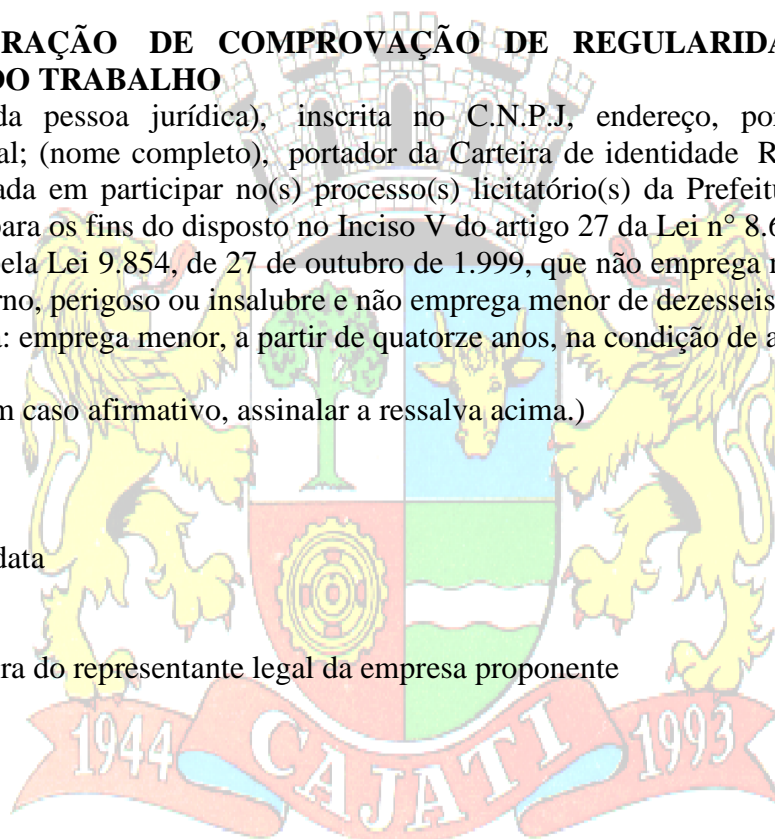 RAÇÃO DE COMPROVAÇÃO DE REGULARIDA
DO TRABALHO
da pessoa jurídica), inscrita no C.N.P.J, endereço, por
al; (nome completo), portador da Carteira de identidade R
ada em participar no(s) processo(s) licitatório(s) da Prefeitu
para os fins do disposto no Inciso V do artigo 27 da Lei n° 8.6
pela Lei 9.854, de 27 de outubro de 1.999, que não emprega
rno, perigoso ou insalubre e não emprega menor de dezesseis
a: emprega menor, a partir de quatorze anos, na condição de a
m caso afirmativo, assinalar a ressalva acima.)
data
ra do representante legal da empresa proponente
1944 CAJATI 1993